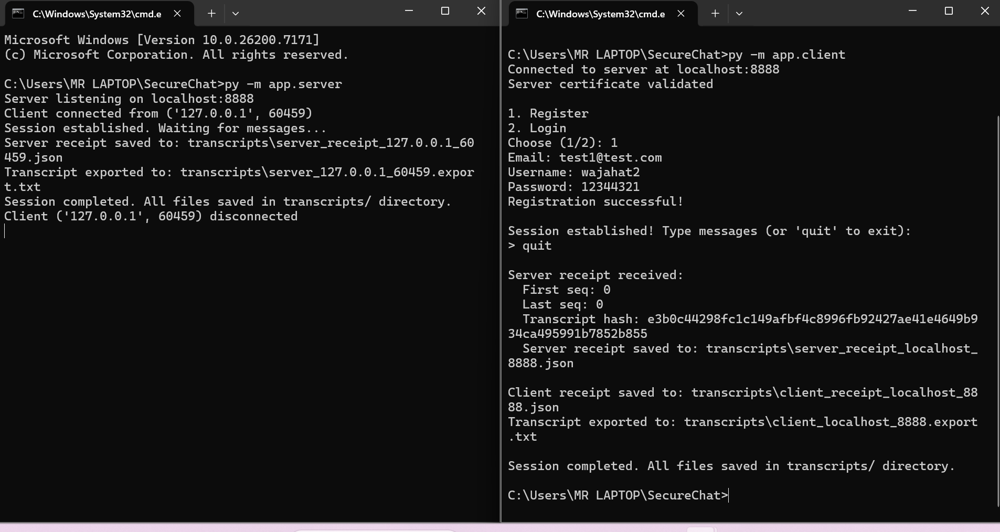 C:\Windows\System32\cmd.e
Microsoft Windows [Version 10.0.26200.7171]
(c) Microsoft Corporation. All rights reserved.
C:\Users\MR LAPTOP\SecureChat>py -m app.server
Server listening on localhost:8888
Client connected from ('127.0.0.1', 60459)
Session established. Waiting for messages...
Server receipt saved to: transcripts\server_receipt_127.0.0.1_60
459.json
Transcript exported to: transcripts\server_127.0.0.1_60459.expor
t.txt
Session completed. All files saved in transcripts/ directory.
Client ('127.0.0.1', 60459) disconnected
C:\Windows\System32\cmd.e
C:\Users\MR LAPTOP\SecureChat>py -m app.client
Connected to server at localhost:8888
Server certificate validated
1. Register
2. Login
Choose (1/2): 1
Email: test1@test.com
Username: wajahat2
Password: 12344321
Registration successful!
Session established! Type messages (or 'quit' to exit):
> quit
Server receipt received:
First seq: 0
Last seq: 0
Transcript hash: e3b0c44298fc1c149afbf4c8996fb92427ae41e4649b9
34ca495991b7852b855
Server receipt saved to: transcripts\server_receipt_localhost_
8888.json
Client receipt saved to: transcripts\client_receipt_localhost_88
88.json
Transcript exported to: transcripts\client_localhost_8888.export
.txt
Session completed. All files saved in transcripts/ directory.
C:\Users\MR LAPTOP\SecureChat>